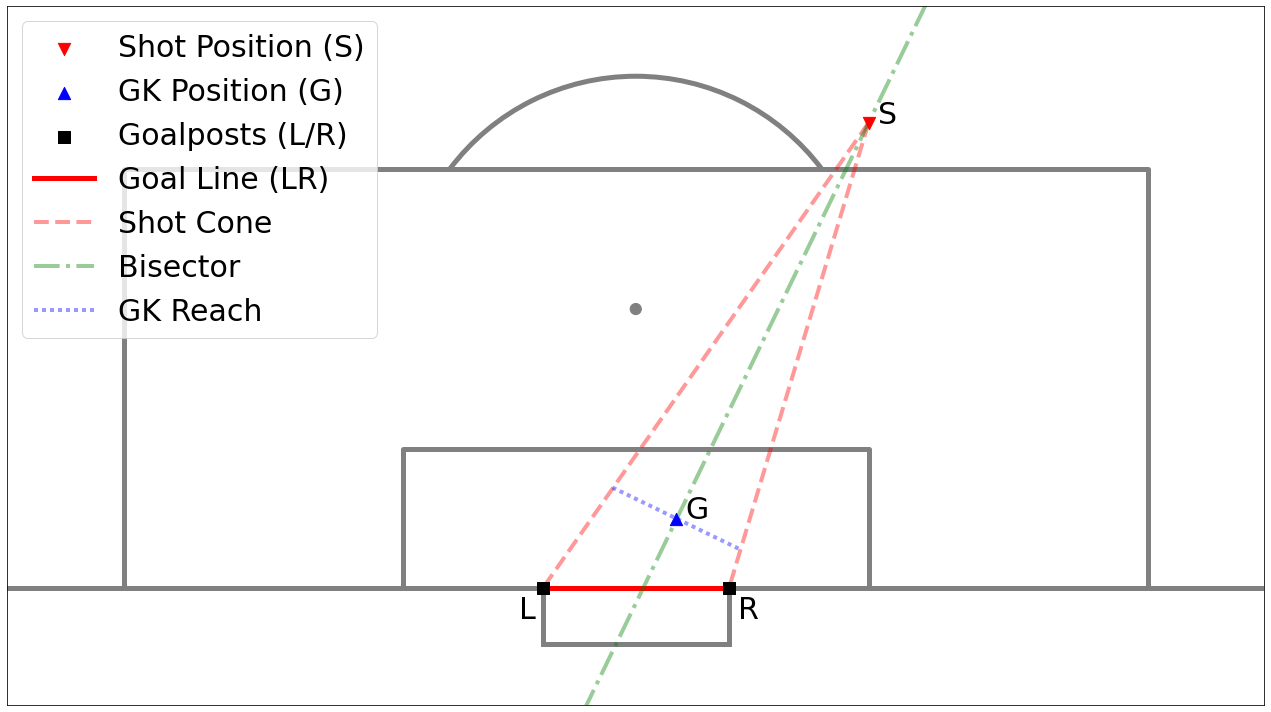 Shot Position (S)
GK Position (G)
Goalposts (L/R)
Goal Line (LR)
Shot Cone
Bisector
GK Reach
S
G
L
R